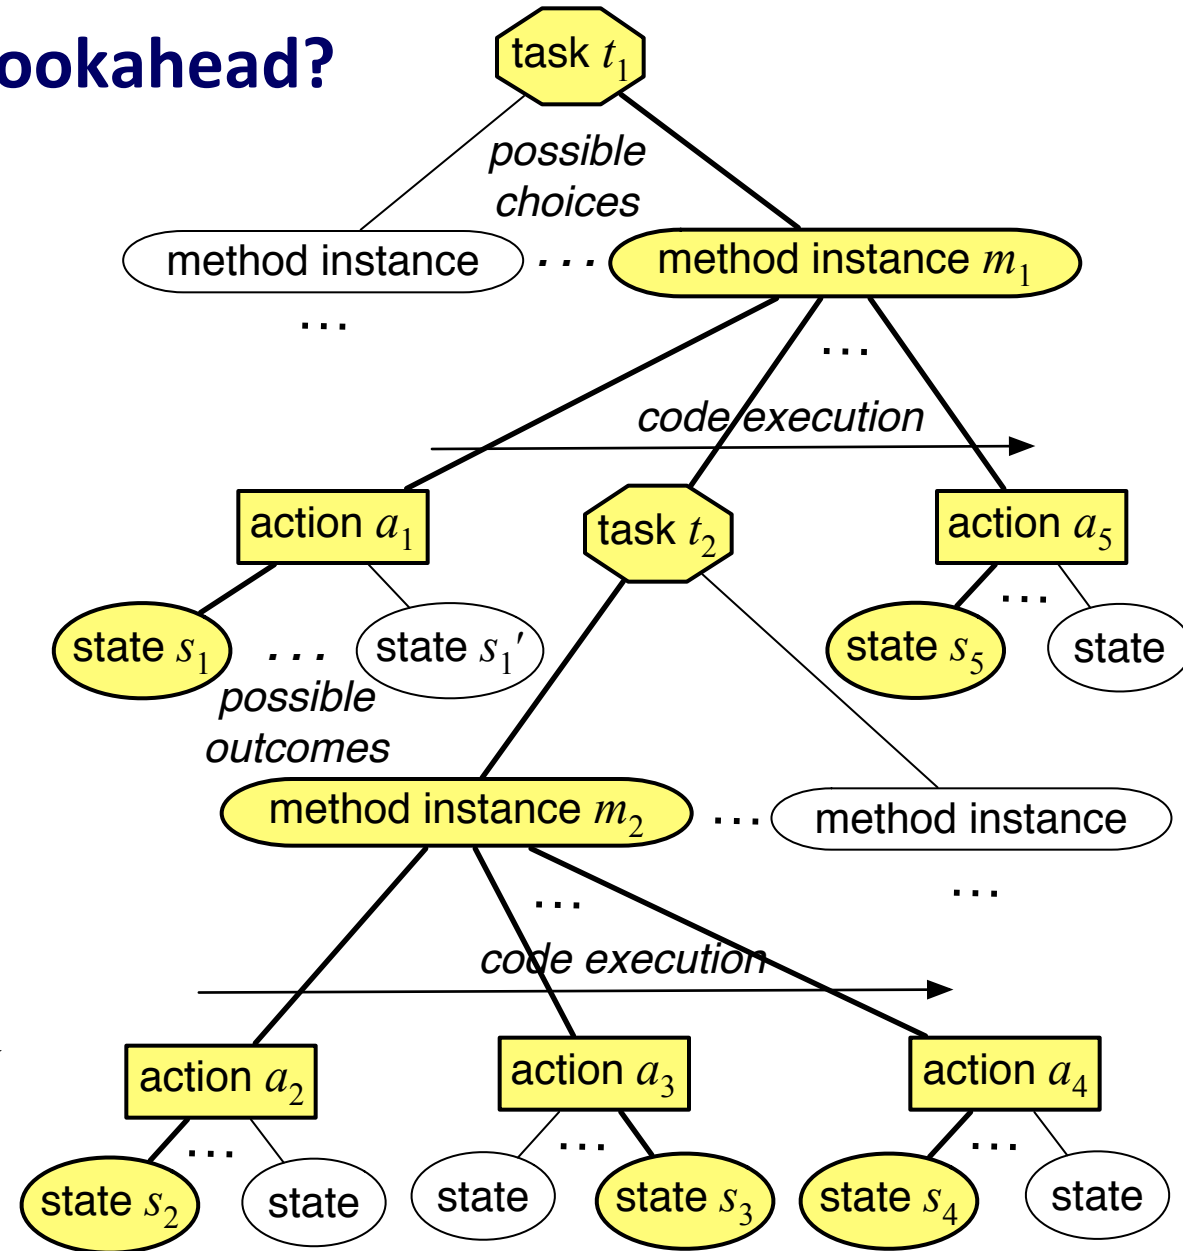 ookahead?
task t₁
possible
choices
method instance ... method instance m₁
...
...
code execution
action a₁
task t₂
action a₅
...
state s₁ ... state s₁′
state s₅
state
possible
outcomes
method instance m₂ ... method instance
...
...
code execution
action a₂
action a₃
action a₄
... ... ...
state s₂
state
state
state s₃
state s₄
state